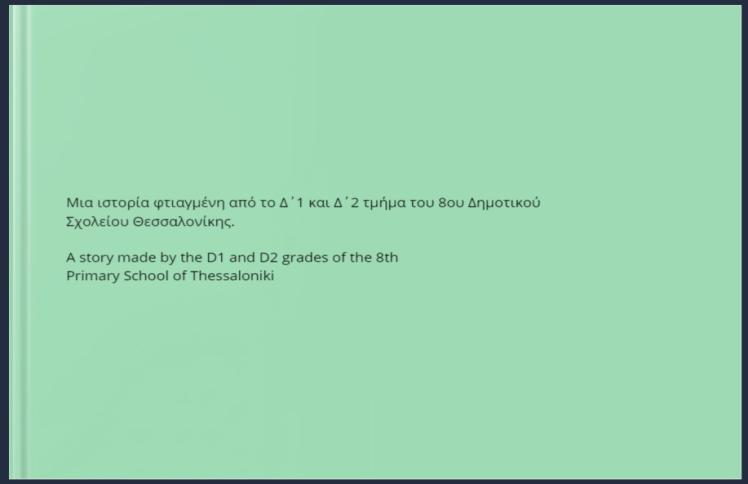 Μια ιστορία φτιαγμένη από το Δ΄1 και Δ΄2 τμήμα του 8ου Δημοτικού
Σχολείου Θεσσαλονίκης.
A story made by the D1 and D2 grades of the 8th
Primary School of Thessaloniki